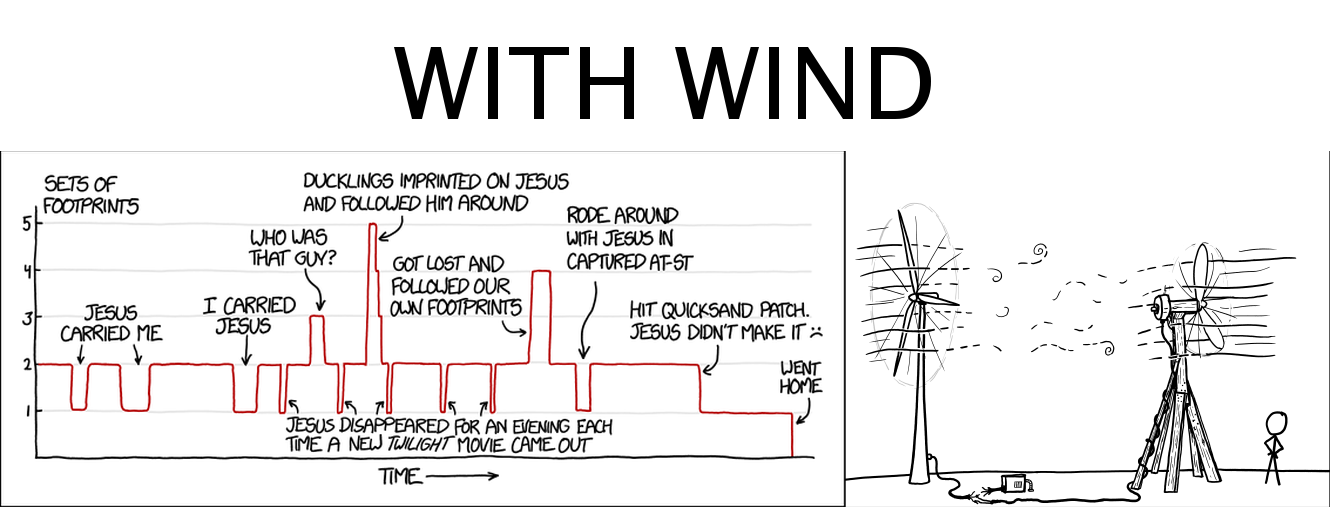 WITH WIND
SETS OF
FOOTPRINTS
5
4
3
2
1
JESUS
CARRIED ME
I CARRIED
JESUS
WHO WAS
THAT GUY?
DUCKLINGS IMPRINTED ON JESUS
AND FOLLOWED HIM AROUND
GOT LOST AND
FOLLOWED OUR
OWN FOOTPRINTS
RODE AROUND
WITH JESUS IN
CAPTURED AT-ST
HIT QUICKSAND PATCH.
JESUS DIDN'T MAKE IT :(
WENT
HOME
JESUS DISAPPEARED FOR AN EVENING EACH
TIME A NEW TWILIGHT MOVIE CAME OUT
TIME